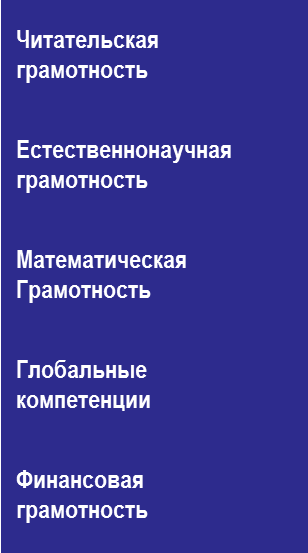 Читательская
грамотность
Естественнонаучная
грамотность
Математическая
Грамотность
Глобальные
компетенции
Финансовая
грамотность